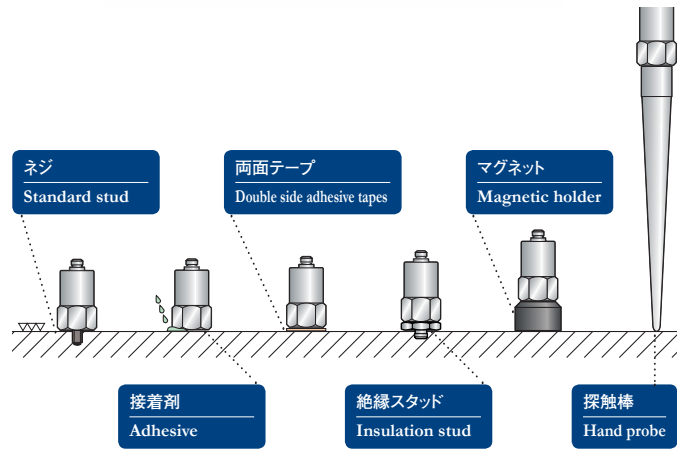 ネジ
Standard stud
両面テープ
Double side adhesive tapes
マグネット
Magnetic holder
接着剤
Adhesive
絶縁スタッド
Insulation stud
探触棒
Hand probe